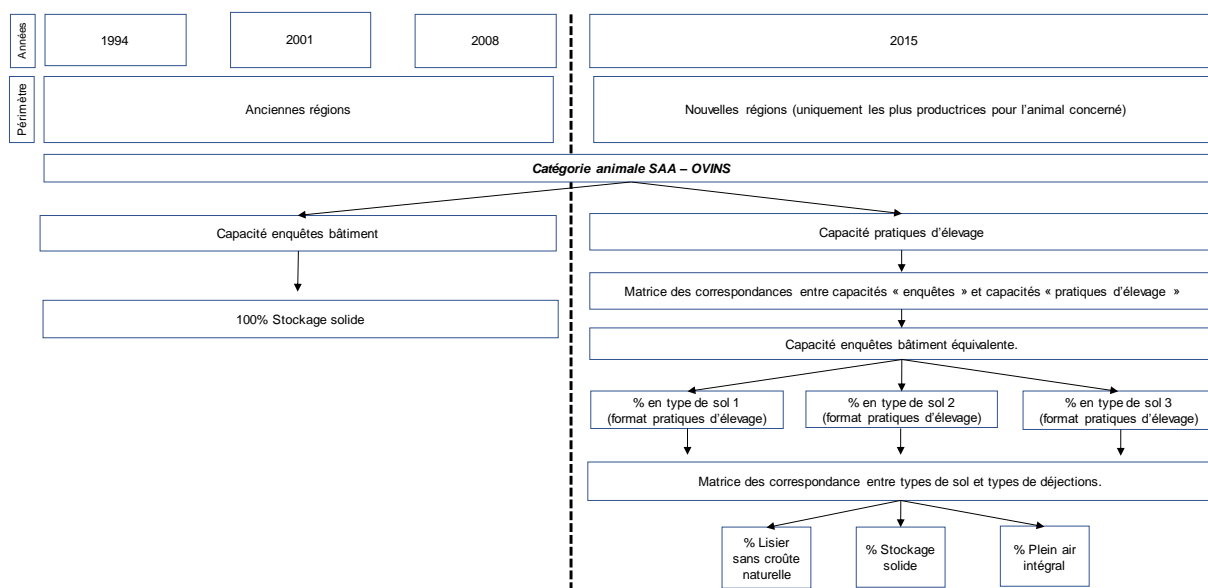 Années
1994
2001
2008
2015
Périmètre
Anciennes régions
Nouvelles régions (uniquement les plus productrices pour l'animal concerné)
Catégorie animale SAA – OVINS
Capacité enquêtes bâtiment
Capacité pratiques d'élevage
Matrice des correspondances entre capacités « enquêtes » et capacités « pratiques d'élevage »
100% Stockage solide
Capacité enquêtes bâtiment équivalente.
% en type de sol 1
(format pratiques d'élevage)
% en type de sol 2
(format pratiques d'élevage)
% en type de sol 3
(format pratiques d'élevage)
Matrice des correspondance entre types de sol et types de déjections.
% Lisier
sans croûte
naturelle
% Stockage
solide
% Plein air
intégral